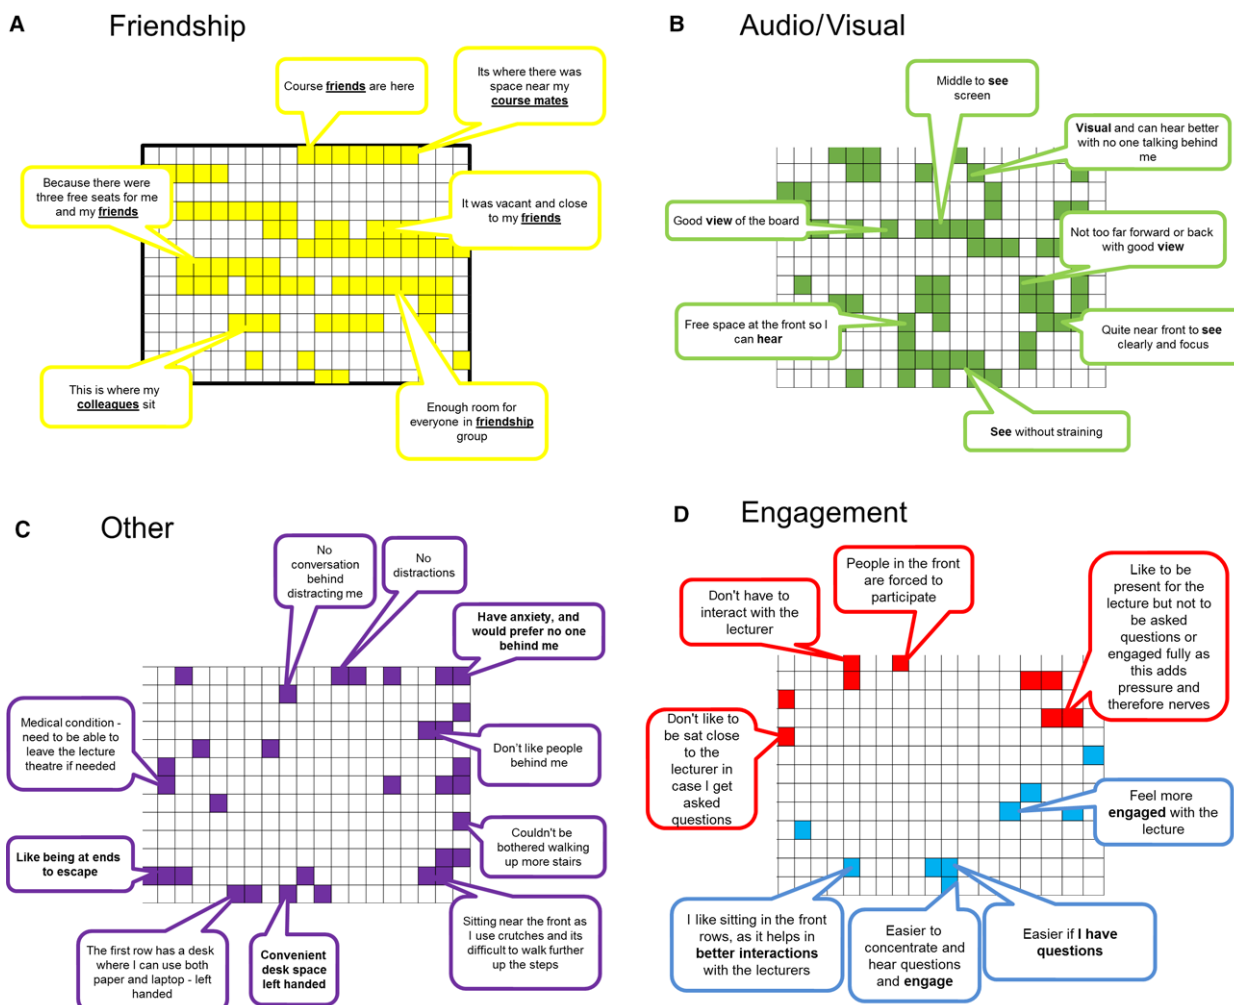 A
Friendship
Course friends are here
Its where there was
space near my
course mates
Because there were
three free seats for me
and my friends
It was vacant and close
to my friends
This is where my
colleaques sit
Enough room for
everyone in friendship
group
B
Audio/Visual
Middle to see
screen
Visual and can hear better
with no one talking behind
me
Good view of the board
Not too far forward or back
with good view
Free space at the front so I
can hear
Quite near front to see
clearly and focus
See without straining
C
Other
No
conversation
behind
distracting me
No
distractions
Have anxiety, and
would prefer no one
behind me
Medical condition -
need to be able to
leave the lecture
theatre if needed
Don't like people
behind me
Couldn't be
bothered walking
up more stairs
Like being at ends
to escape
The first row has a desk
where I can use both
paper and laptop - left
handed
Convenient
desk space
left handed
Sitting near the front as
I use crutches and its
difficult to walk further
up the steps
D
Engagement
Don't have to
interact with the
lecturer
People in the front
are forced to
participate
Like to be
present for the
lecture but not to
be asked
questions or
engaged fully as
this adds
pressure and
therefore nerves
Don't like to
be sat close
to the
lecturer in
case I get
asked
questions
Feel more
engaged with the
lecture
I like sitting in the front
rows, as it helps in
better interactions
with the lecturers
Easier to
concentrate and
hear questions
and engage
Easier if I have
questions